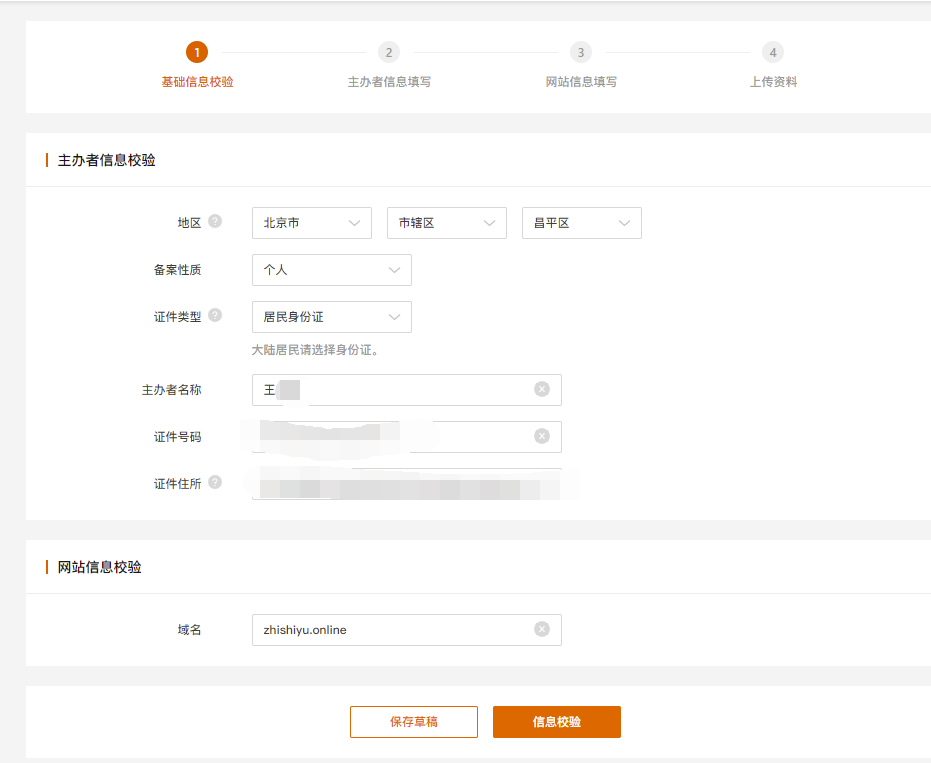 1 2 3 4
基础信息校验 主办者信息填写 网站信息填写 上传资料
主办者信息校验
地区 ? 北京市 市辖区 昌平区
备案性质 个人
证件类型 ? 居民身份证
大陆居民请选择身份证。
主办者名称 王
证件号码
证件住所 ?
网站信息校验
域名 zhishiyu.online
保存草稿 信息校验